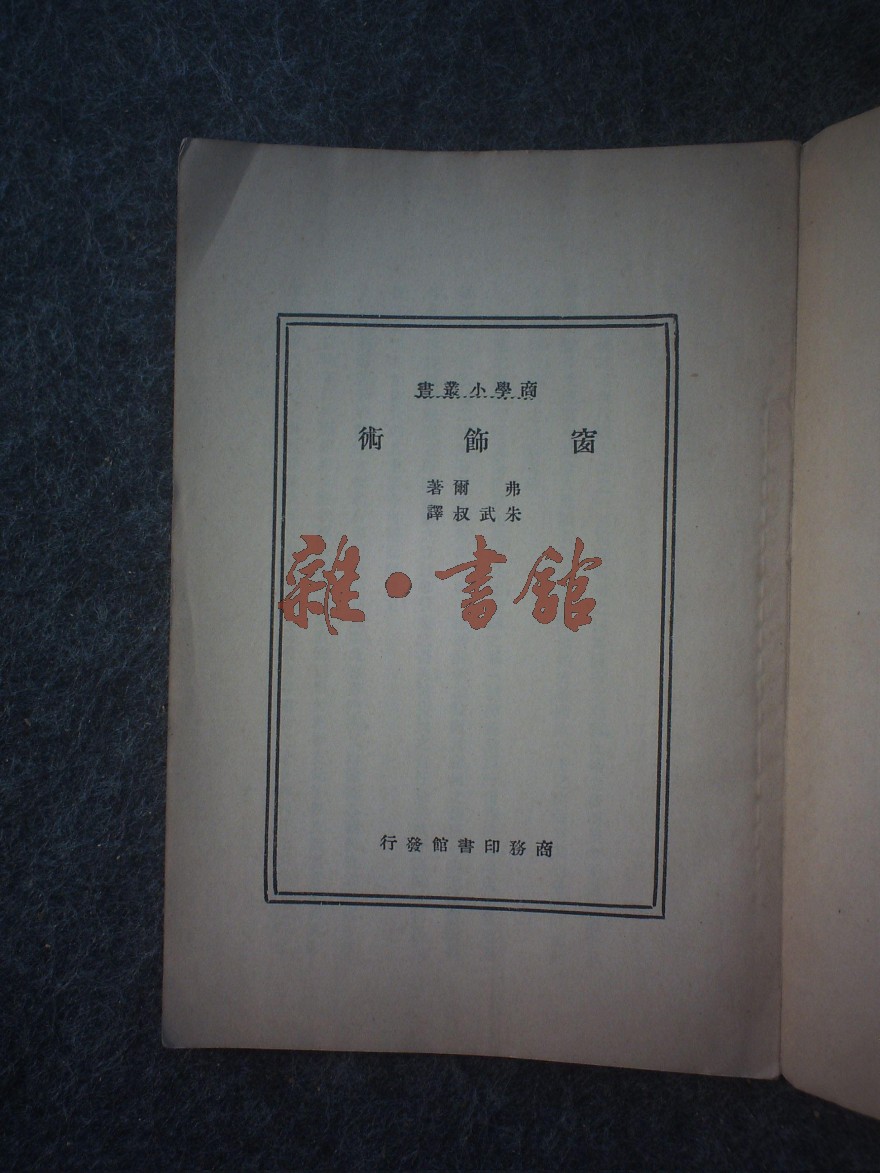 商學小叢書
窗飾術
弗爾著
朱武叔譯
雜·書館
商務印書館發行